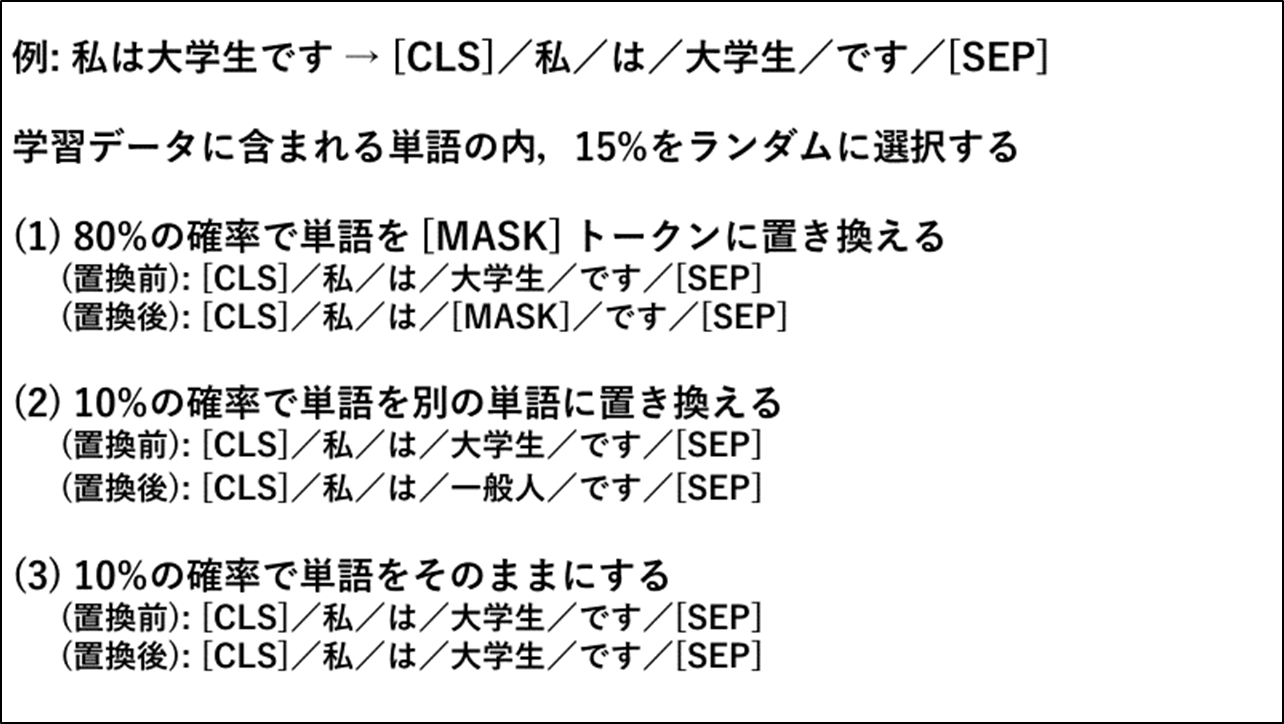 例: 私は大学生です → [CLS]／私／は／大学生／です／[SEP]
学習データに含まれる単語の内，15%をランダムに選択する
(1) 80%の確率で単語を [MASK] トークンに置き換える
(置換前): [CLS]／私／は／大学生／です／[SEP]
(置換後): [CLS]／私／は／[MASK]／です／[SEP]
(2) 10%の確率で単語を別の単語に置き換える
(置換前): [CLS]／私／は／大学生／です／[SEP]
(置換後): [CLS]／私／は／一般人／です／[SEP]
(3) 10%の確率で単語をそのままにする
(置換前): [CLS]／私／は／大学生／です／[SEP]
(置換後): [CLS]／私／は／大学生／です／[SEP]